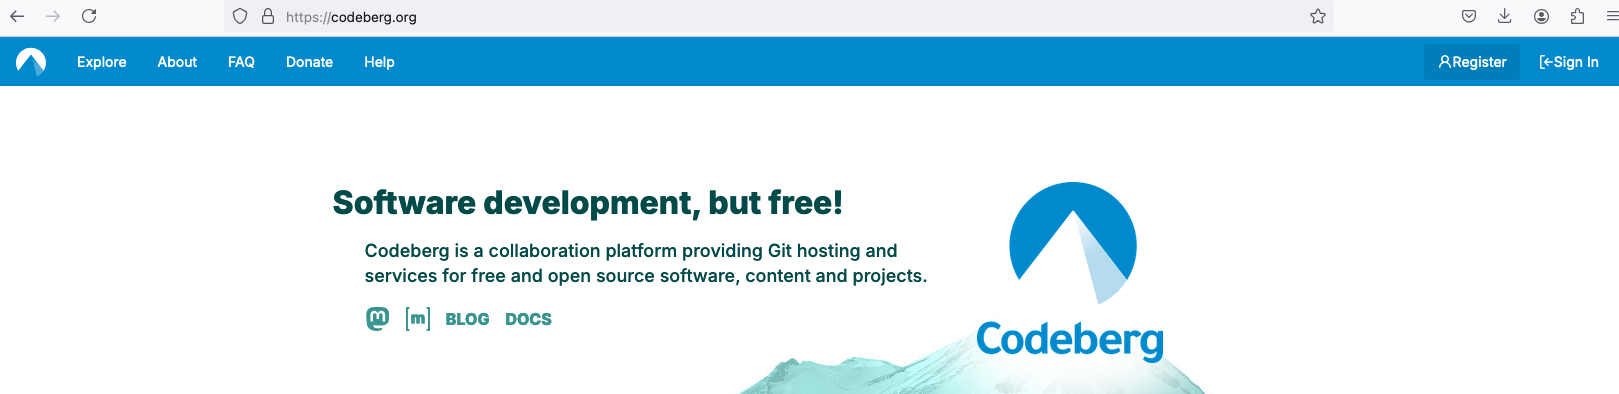 https://codeberg.org
Explore About FAQ Donate Help Register Sign In
Software development, but free!
Codeberg is a collaboration platform providing Git hosting and
services for free and open source software, content and projects.
[m] BLOG DOCS
Codeberg